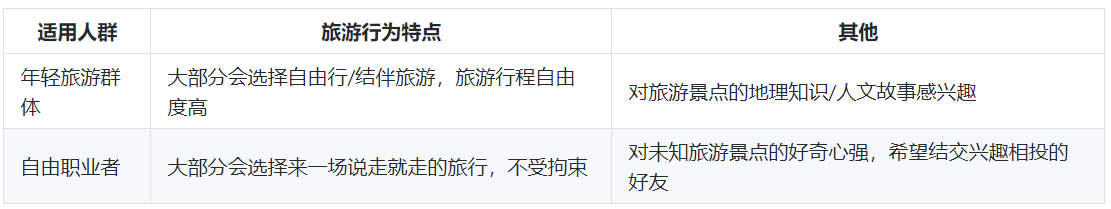 适用人群 旅游行为特点 其他
年轻旅游群
体
大部分会选择自由行/结伴旅游，旅游行程自由
度高
对旅游景点的地理知识/人文故事感兴趣
自由职业者
大部分会选择来一场说走就走的旅行，不受拘束
对未知旅游景点的好奇心强，希望结交兴趣相投的
好友